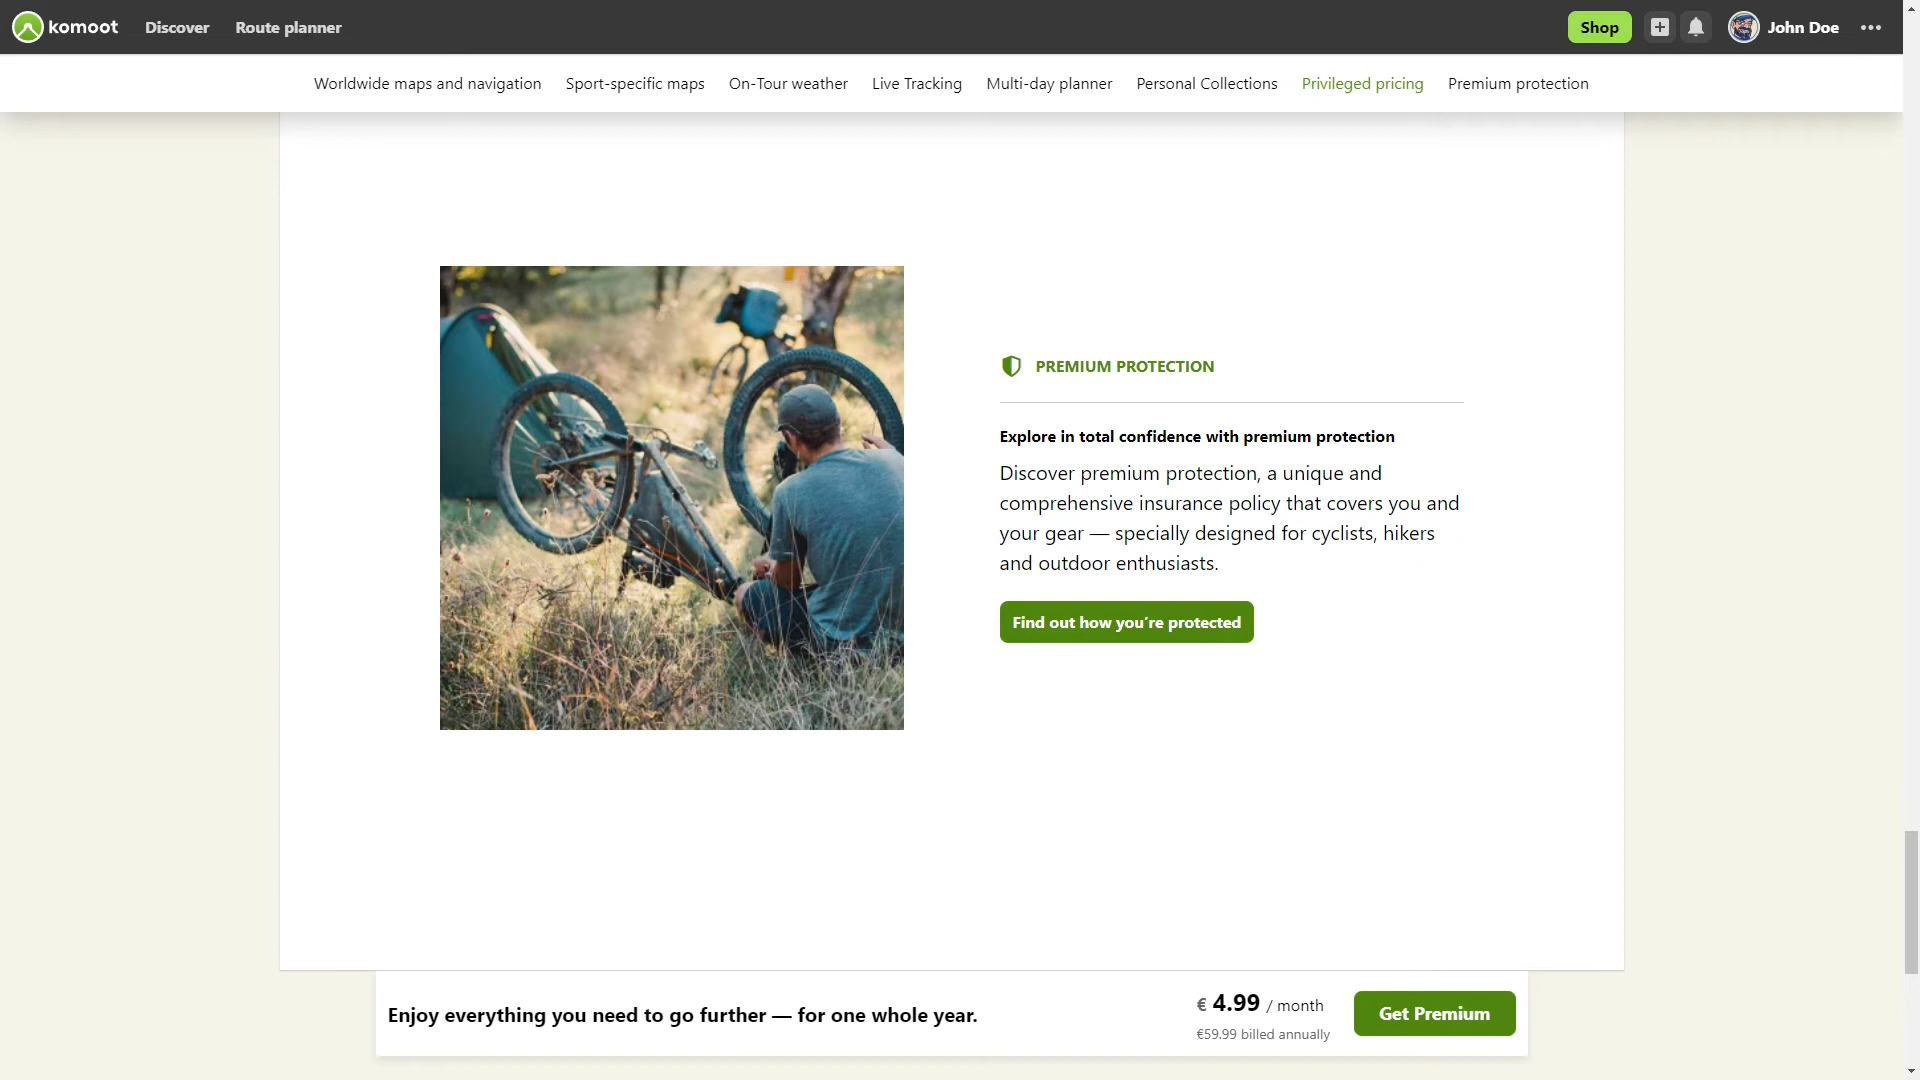 komoot
Discover
Route planner
Shop
John Doe
Worldwide maps and navigation
Sport-specific maps
On-Tour weather
Live Tracking
Multi-day planner
Personal Collections
Privileged pricing
Premium protection
PREMIUM PROTECTION
Explore in total confidence with premium protection
Discover premium protection, a unique and
comprehensive insurance policy that covers you and
your gear — specially designed for cyclists, hikers
and outdoor enthusiasts.
Find out how you’re protected
Enjoy everything you need to go further — for one whole year.
€ 4.99 / month
€59.99 billed annually
Get Premium